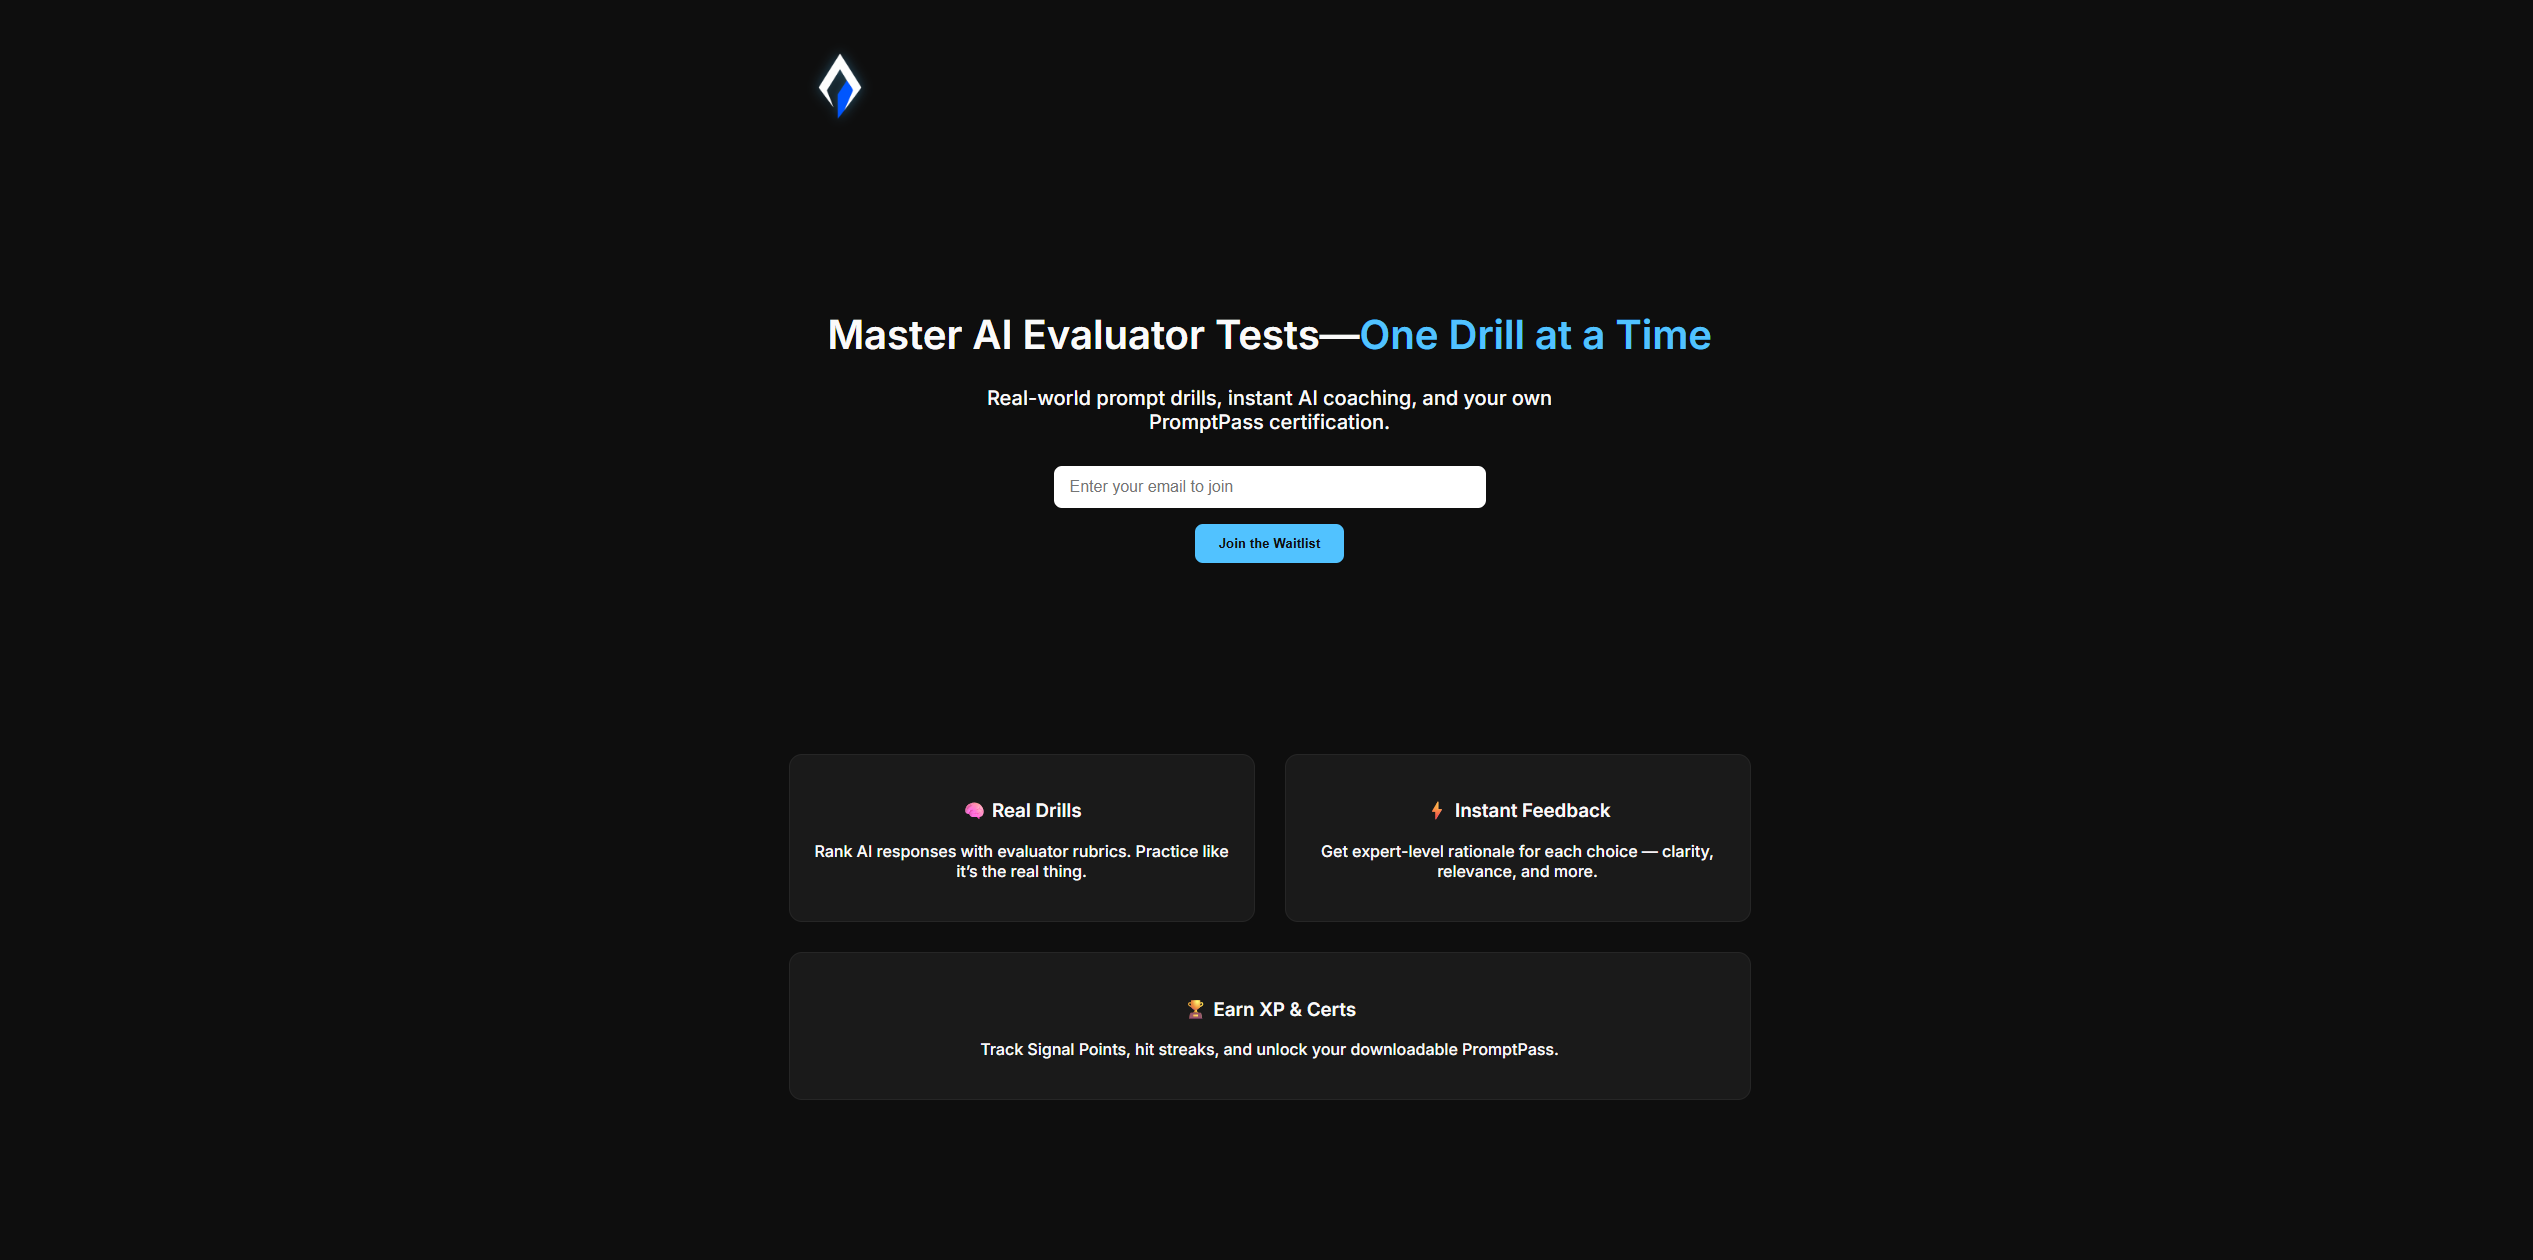 Master AI Evaluator Tests—One Drill at a Time
Real-world prompt drills, instant AI coaching, and your own
PromptPass certification.
Enter your email to join
Join the Waitlist
🧠 Real Drills
Rank AI responses with evaluator rubrics. Practice like
it’s the real thing.
⚡ Instant Feedback
Get expert-level rationale for each choice — clarity,
relevance, and more.
🏆 Earn XP & Certs
Track Signal Points, hit streaks, and unlock your downloadable PromptPass.